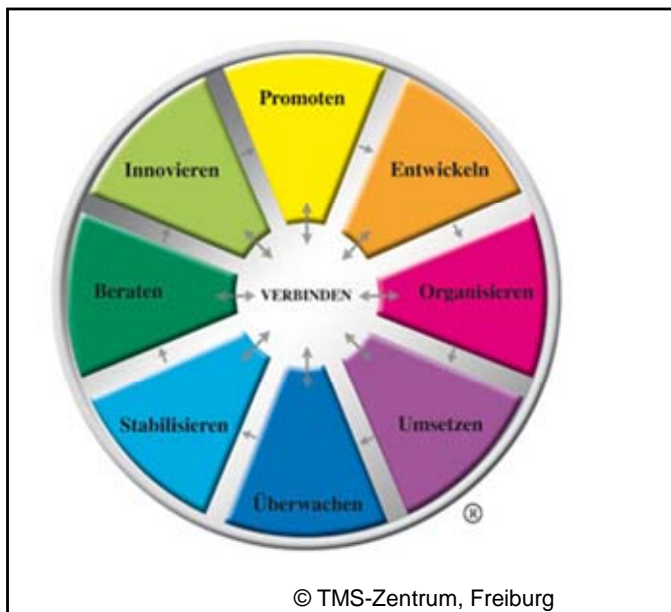 Promoten
Innovieren
Entwickeln
Beraten
VERBINDEN
Organisieren
Stabilisieren
Umsetzen
Überwachen
®
© TMS-Zentrum, Freiburg